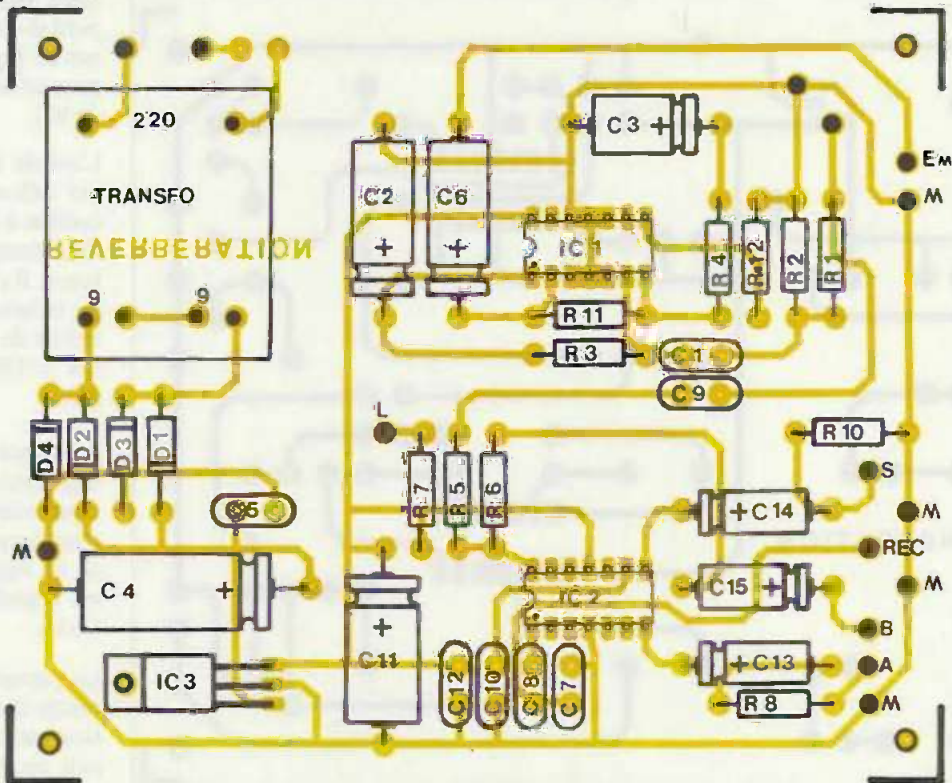 220
TRANSFO
REVERBERATION
9 9
C2
C6
C3
IC1
R4
R12
R2
R1
EM
M
R11
R3
C1
C9
D4
D2
D3
D1
L
R7
R5
R6
R10
S
C14
M
REC
M
C4
M
IC2
C15
B
C11
IC3
C12
C10
C8
C7
C13
A
R8
M